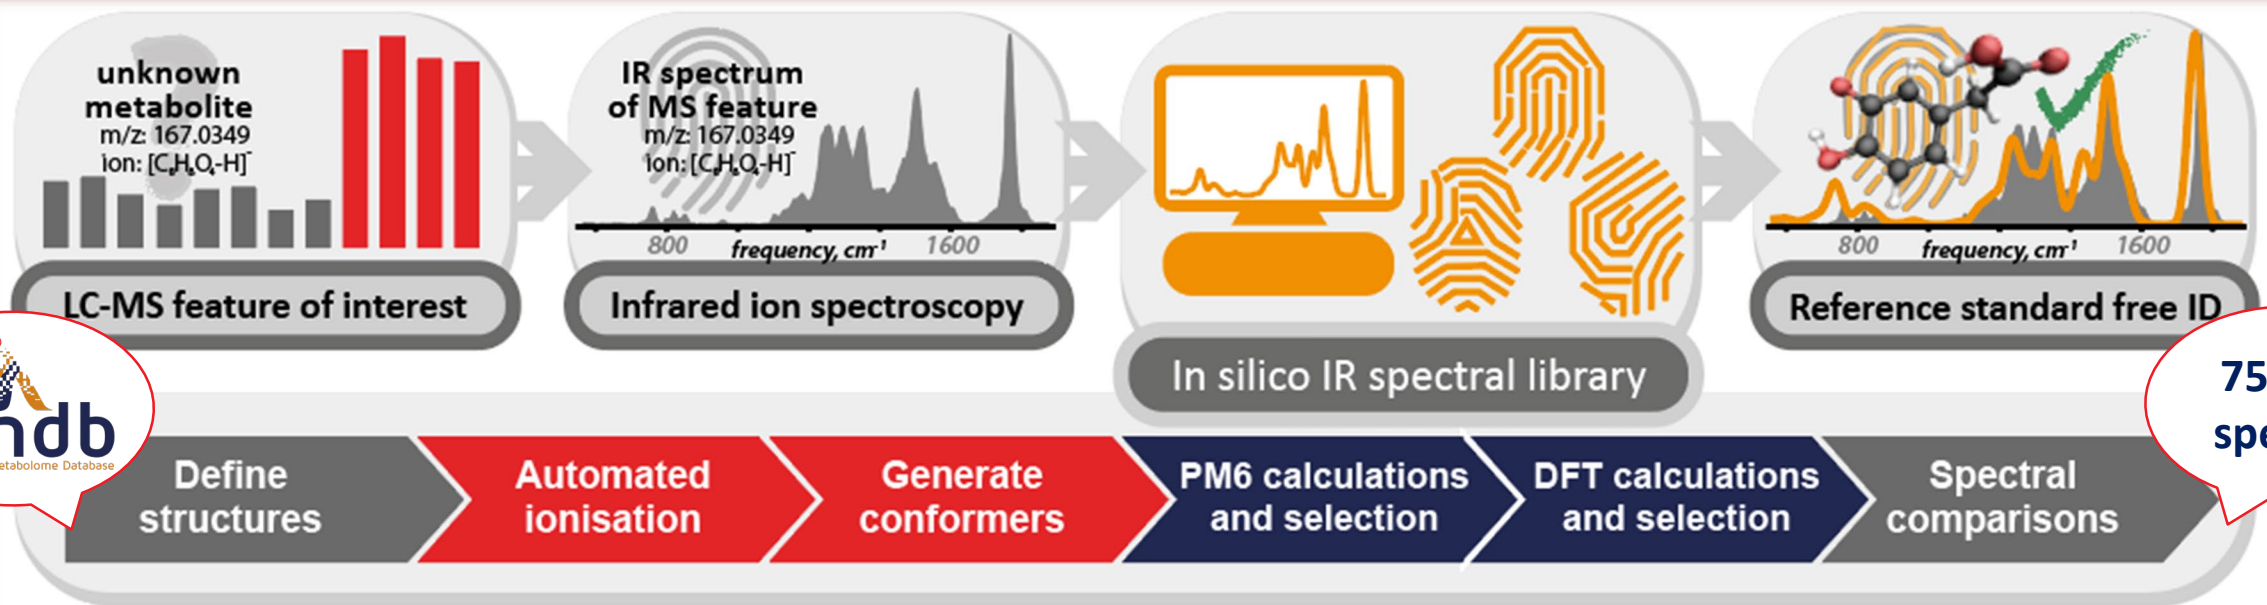 unknown
metabolite
m/z: 167.0349
ion: [C₈H₈O₄-H]⁻
LC-MS feature of interest
IR spectrum
of MS feature
m/z: 167.0349
ion: [C₈H₈O₄-H]⁻
800
frequency, cm⁻¹
1600
Infrared ion spectroscopy
In silico IR spectral library
800
frequency, cm⁻¹
1600
Reference standard free ID
db
etabolome Database
75
spe
Define
structures
Automated
ionisation
Generate
conformers
PM6 calculations
and selection
DFT calculations
and selection
Spectral
comparisons